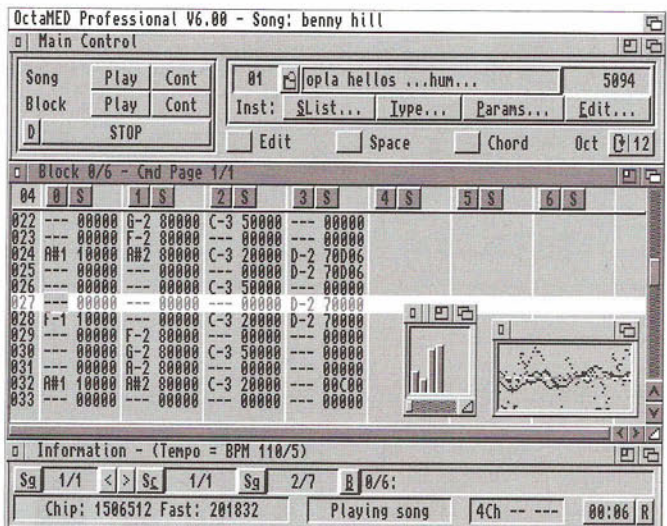 OctaMED Professional V6.00 - Song: benny hill
Main Control
Song Play Cont 01 opla hellos ...hum... 5094
Block Play Cont Inst: SList... Type... Params... Edit...
D STOP Edit Space Chord Oct 12
Block 0/6 - Cmd Page 1/1
04 0 S 1 S 2 S 3 S 4 S 5 S 6 S
022 --- 00000 G-2 80000 C-3 50000 --- 00000
023 --- 00000 F-2 80000 --- 00000 --- 00000
024 A#1 10000 A#2 80000 C-3 20000 D-2 70D06
025 --- 00000 --- 00000 --- 00000 D-2 70D06
026 --- 00000 --- 00000 C-3 50000 --- 00000
027 --- 00000 --- 00000 --- 00000 D-2 70000
028 F-1 10000 --- 00000 C-3 20000 D-2 70000
029 --- 00000 F-2 80000 --- 00000 --- 00000
030 --- 00000 G-2 80000 C-3 50000 --- 00000
031 --- 00000 A-2 80000 --- 00000 --- 00000
032 A#1 10000 A#2 80000 C-3 20000 --- 00C00
033 --- 00000 --- 00000 --- 00000 --- 00000
Information - (Tempo = BPM 110/5)
Sg 1/1 < > Sc 1/1 Sg 2/7 B 0/6:
Chip: 1506512 Fast: 201832 Playing song 4Ch -- --- 00:06 R